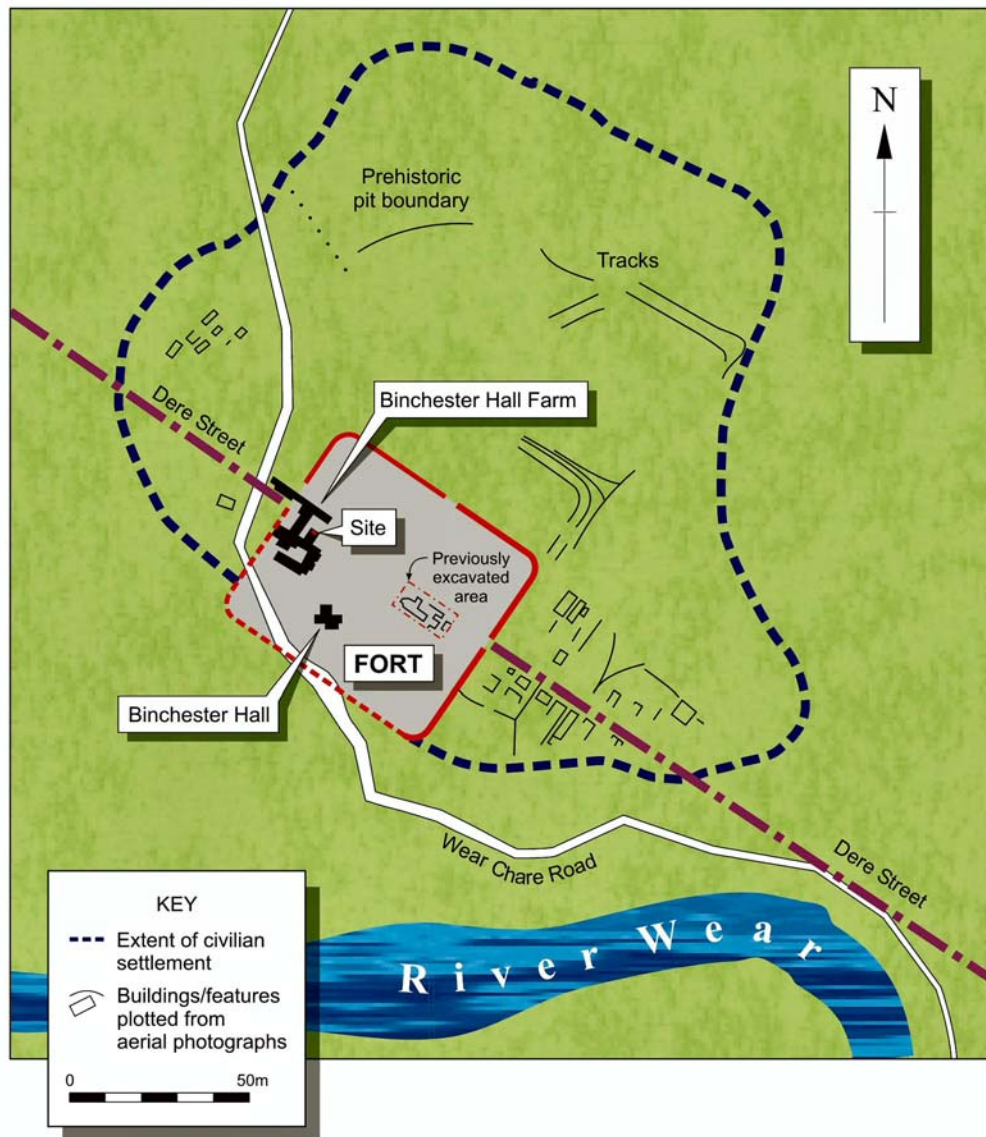 N
Prehistoric
pit boundary
Tracks
Dere Street
Binchester Hall Farm
Site
Previously
excavated
area
FORT
Binchester Hall
Wear Chare Road
Dere Street
River Wear
KEY
Extent of civilian
settlement
Buildings/features
plotted from
aerial photographs
0 50m